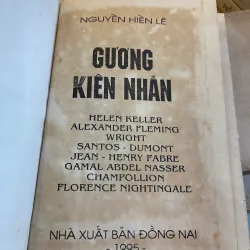 NGUYỄN HIẾN LÊ
GƯƠNG
KIÊN NHẪN
HELEN KELLER
ALEXANDER FLEMING
WRIGHT
SANTOS - DUMONT
JEAN - HENRY FABRE
GAMAL ABDEL NASSER
CHAMPOLLION
FLORENCE NIGHTINGALE
NHÀ XUẤT BẢN ĐỒNG NAI
- 1995 -